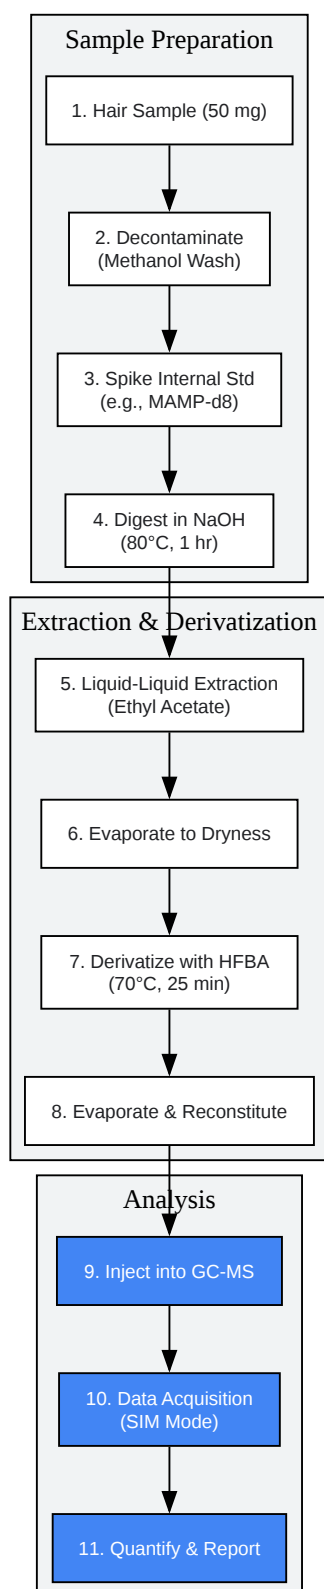 Sample Preparation
1. Hair Sample (50 mg)
2. Decontaminate
(Methanol Wash)
3. Spike Internal Std
(e.g., MAMP-d8)
4. Digest in NaOH
(80°C, 1 hr)
Extraction & Derivatization
5. Liquid-Liquid Extraction
(Ethyl Acetate)
6. Evaporate to Dryness
7. Derivatize with HFBA
(70°C, 25 min)
8. Evaporate & Reconstitute
Analysis
9. Inject into GC-MS
10. Data Acquisition
(SIM Mode)
11. Quantify & Report